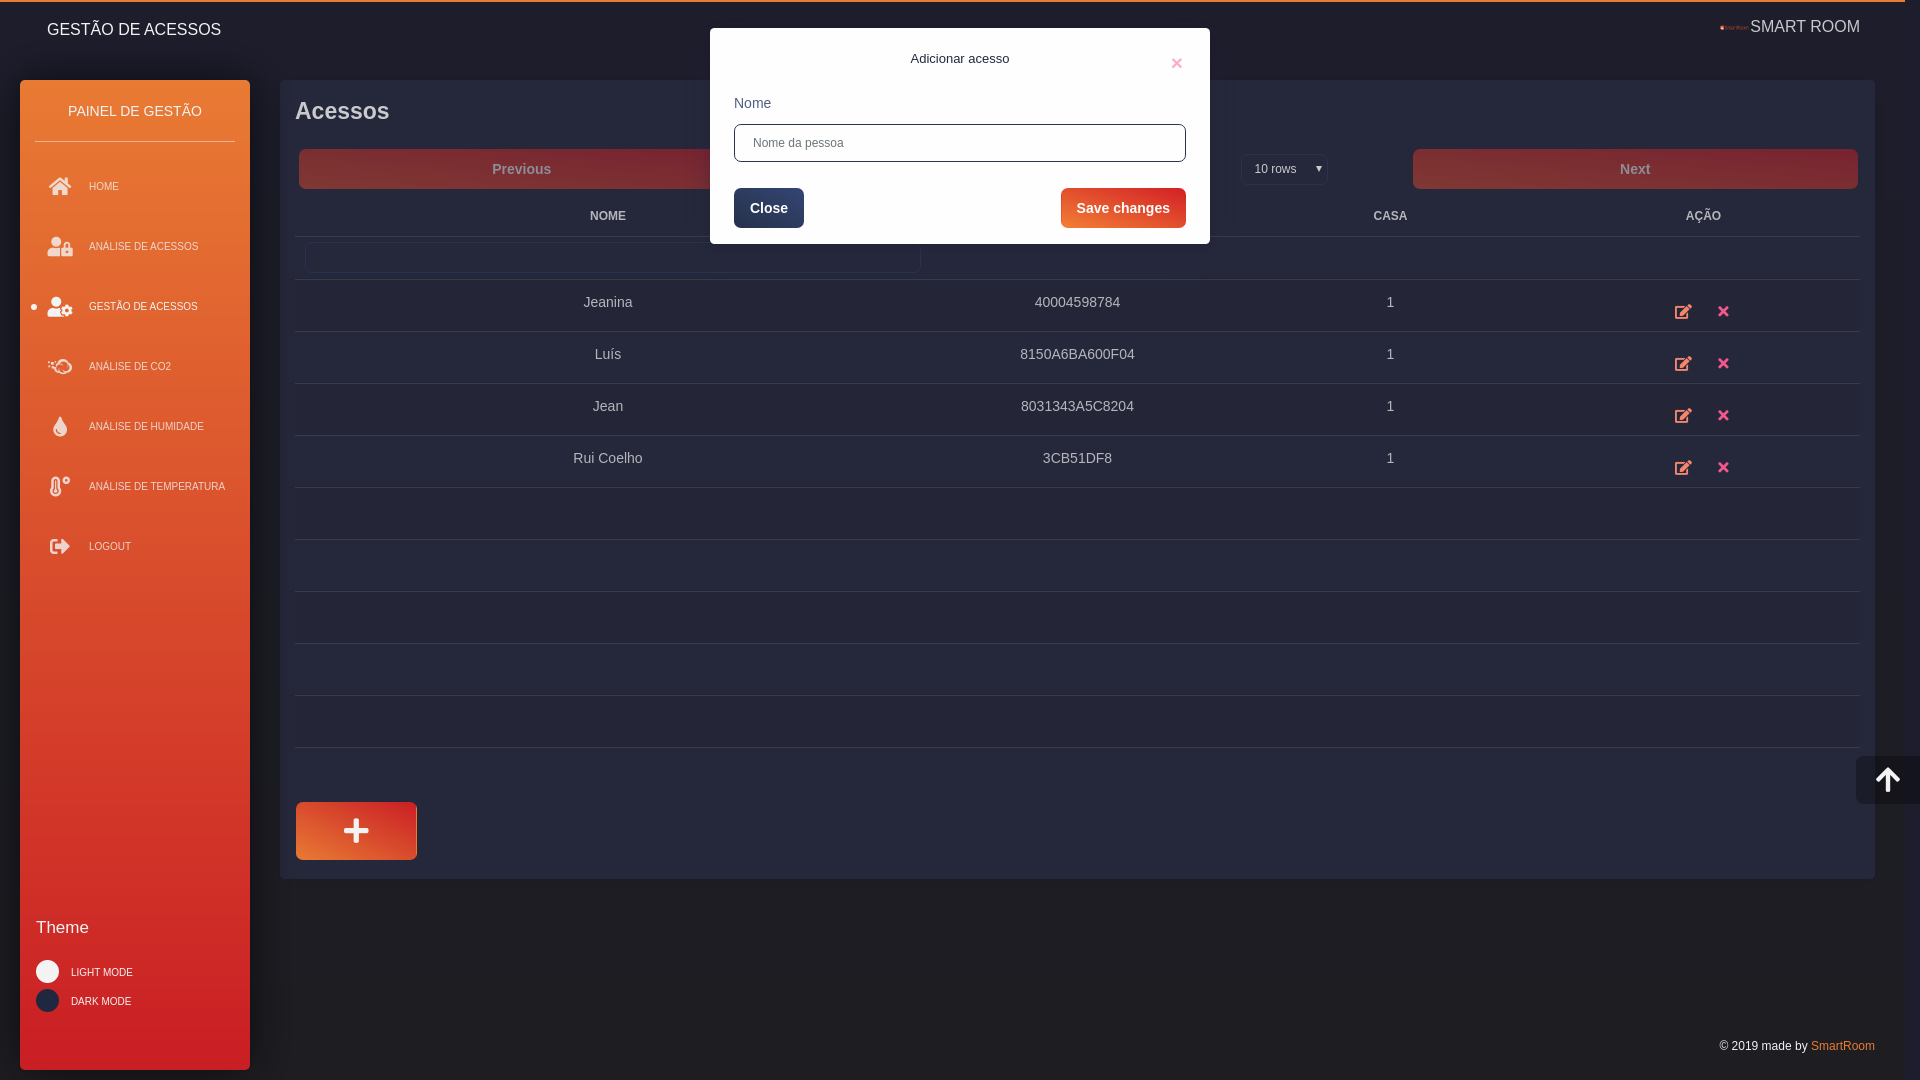 GESTÃO DE ACESSOS
SMART ROOM
Adicionar acesso
Nome
Nome da pessoa
Close
Save changes
PAINEL DE GESTÃO
HOME
ANÁLISE DE ACESSOS
GESTÃO DE ACESSOS
ANÁLISE DE CO2
ANÁLISE DE HUMIDADE
ANÁLISE DE TEMPERATURA
LOGOUT
Theme
LIGHT MODE
DARK MODE
Acessos
Previous
10 rows
Next
NOME CASA AÇÃO
Jeanina 40004598784 1
Luís 8150A6BA600F04 1
Jean 8031343A5C8204 1
Rui Coelho 3CB51DF8 1
© 2019 made by SmartRoom